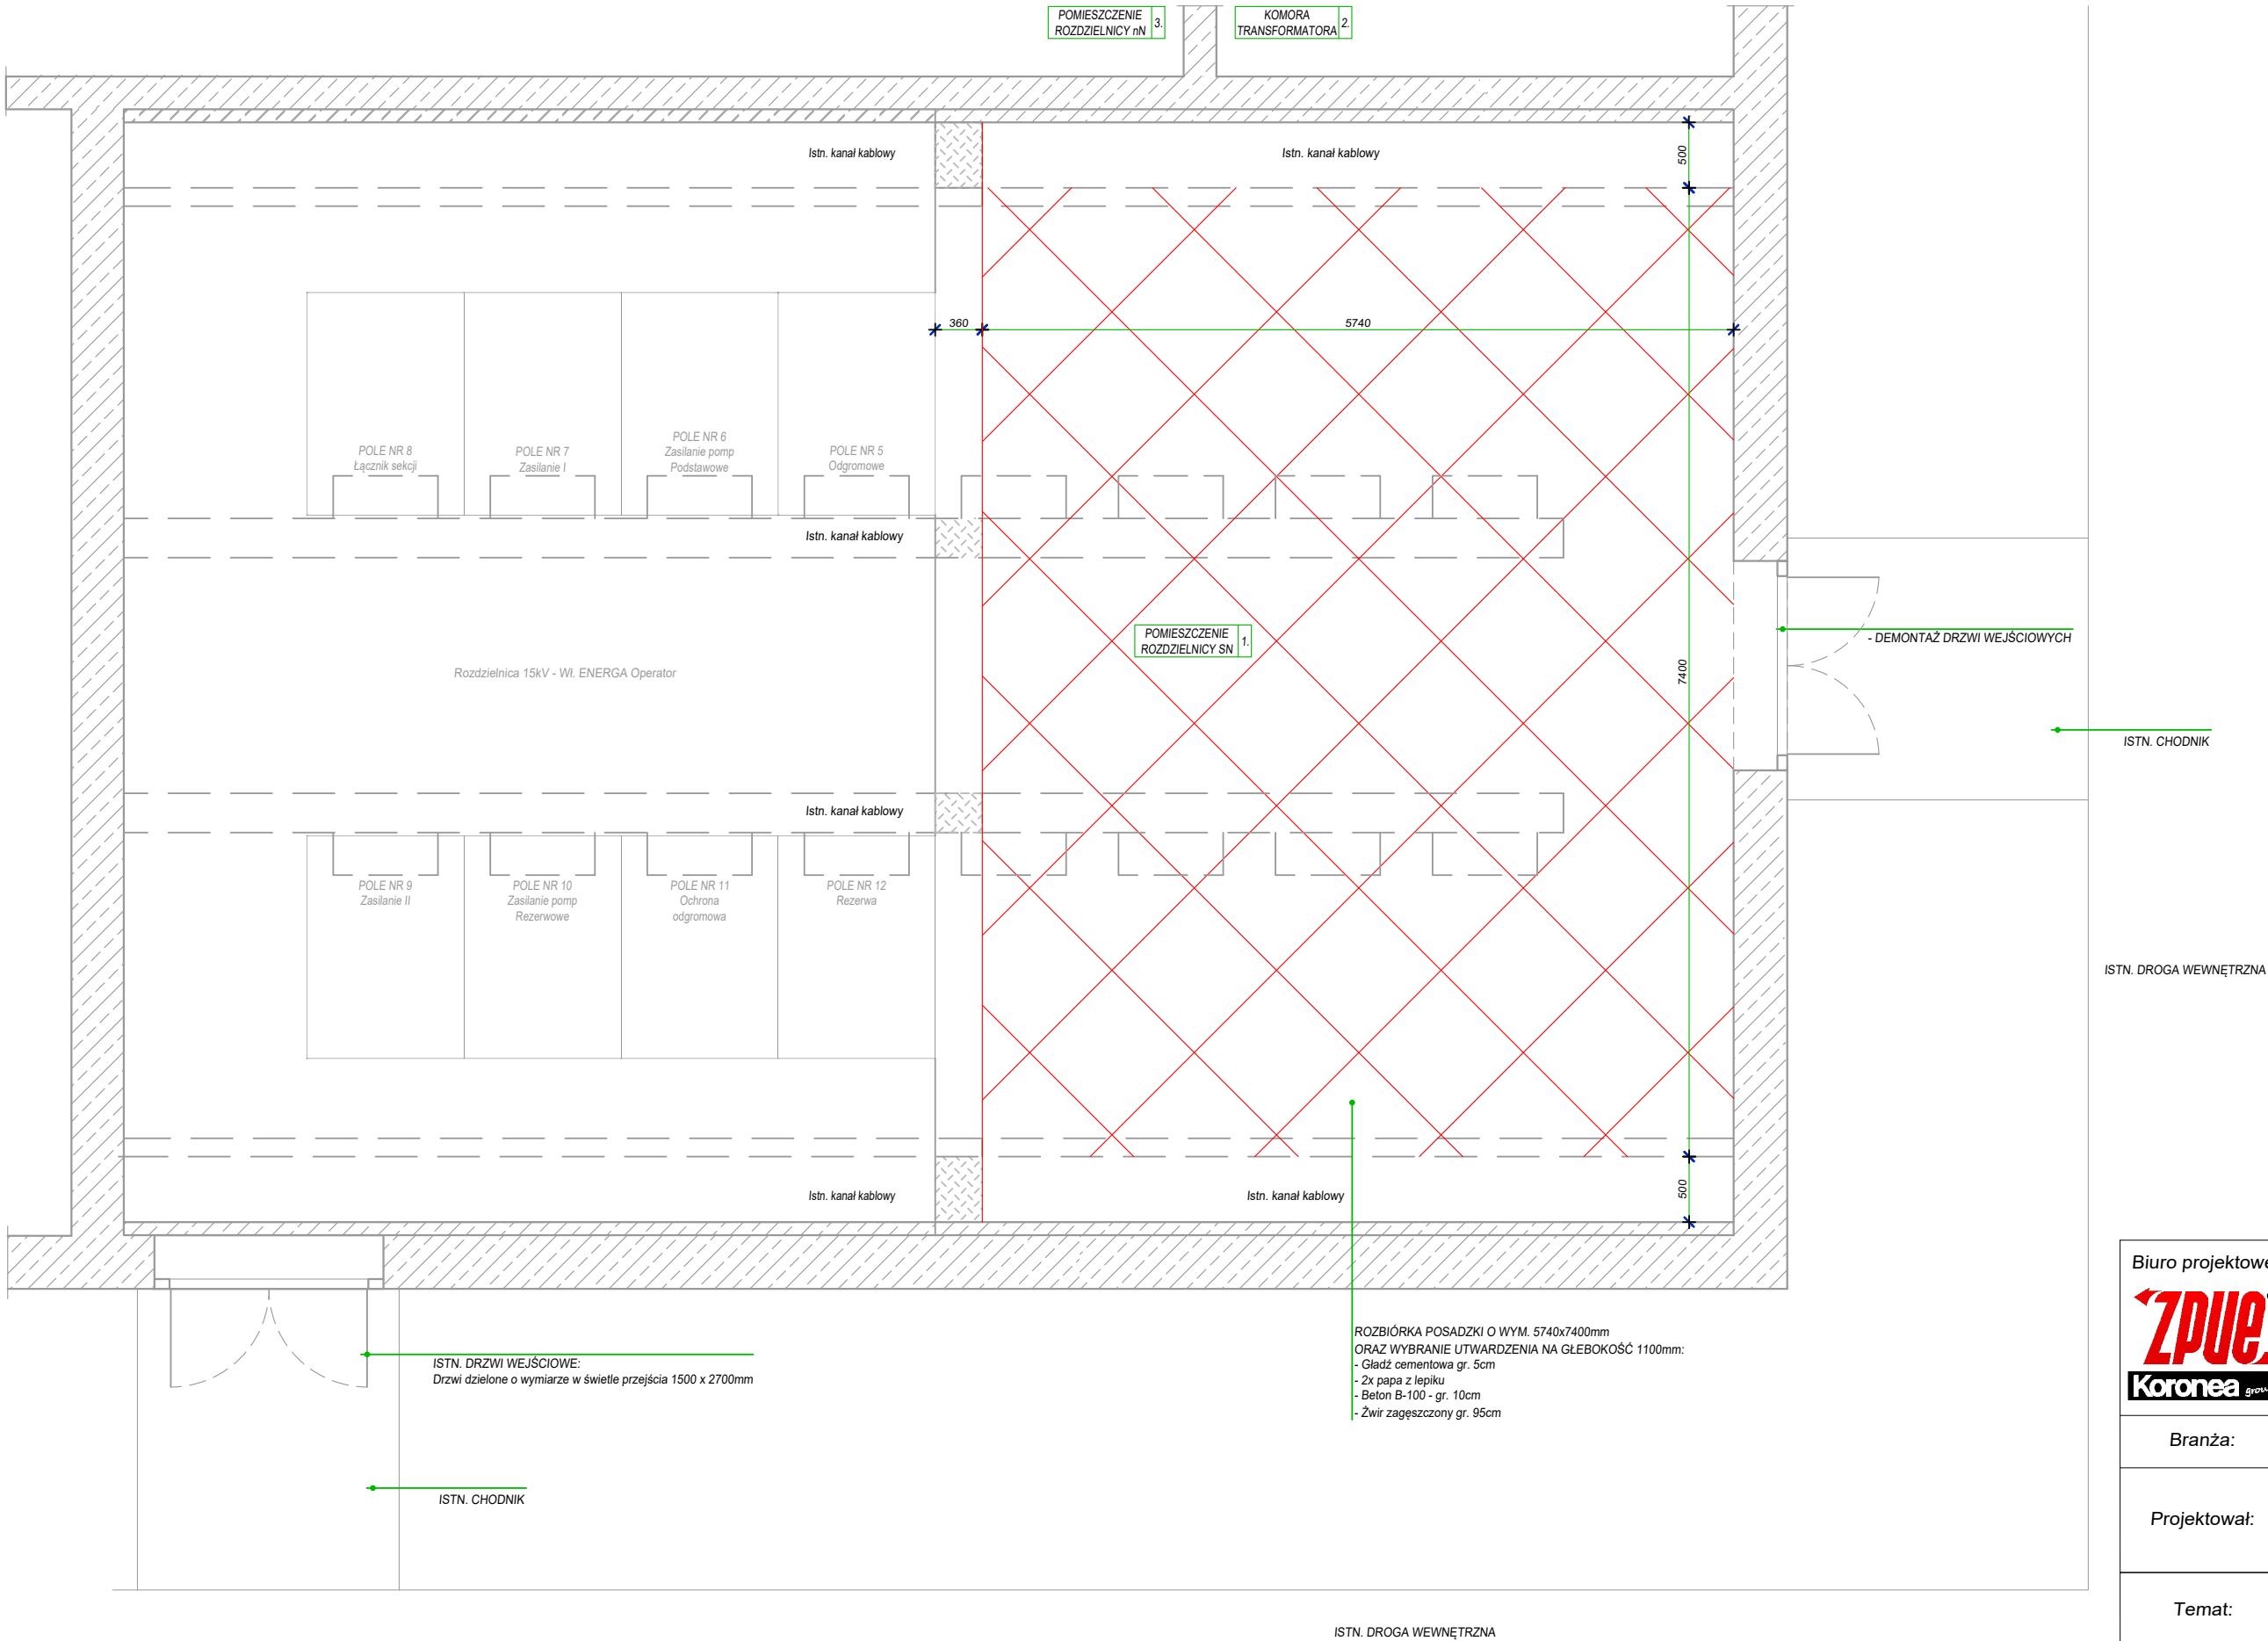 POMIESZCZENIE
ROZDZIELNICY nN
3.
KOMORA
TRANSFORMATORA
2.
Istn. kanał kablowy
Istn. kanał kablowy
500
360
5740
POLE NR 8
Łącznik sekcji
POLE NR 7
Zasilanie I
POLE NR 6
Zasilanie pomp
Podstawowe
POLE NR 5
Odgromowe
Istn. kanał kablowy
POMIESZCZENIE
ROZDZIELNICY SN
1.
- DEMONTAŻ DRZWI WEJŚCIOWYCH
Rozdzielnica 15kV - Wł. ENERGA Operator
7400
ISTN. CHODNIK
Istn. kanał kablowy
POLE NR 9
Zasilanie II
POLE NR 10
Zasilanie pomp
Rezerwowe
POLE NR 11
Ochrona
odgromowa
POLE NR 12
Rezerwa
ISTN. DROGA WEWNĘTRZNA
Istn. kanał kablowy
Istn. kanał kablowy
500
ISTN. DRZWI WEJŚCIOWE:
Drzwi dzielone o wymiarze w świetle przejścia 1500 x 2700mm
ROZBIÓRKA POSADZKI O WYM. 5740x7400mm
ORAZ WYBRANIE UTWARDZENIA NA GŁEBOKOŚĆ 1100mm:
- Gładź cementowa gr. 5cm
- 2x papa z lepiku
- Beton B-100 - gr. 10cm
- Żwir zagęszczony gr. 95cm
ISTN. CHODNIK
ISTN. DROGA WEWNĘTRZNA
Biuro projektowe
ZPUE
Koronea
Branża:
Projektował:
Temat: